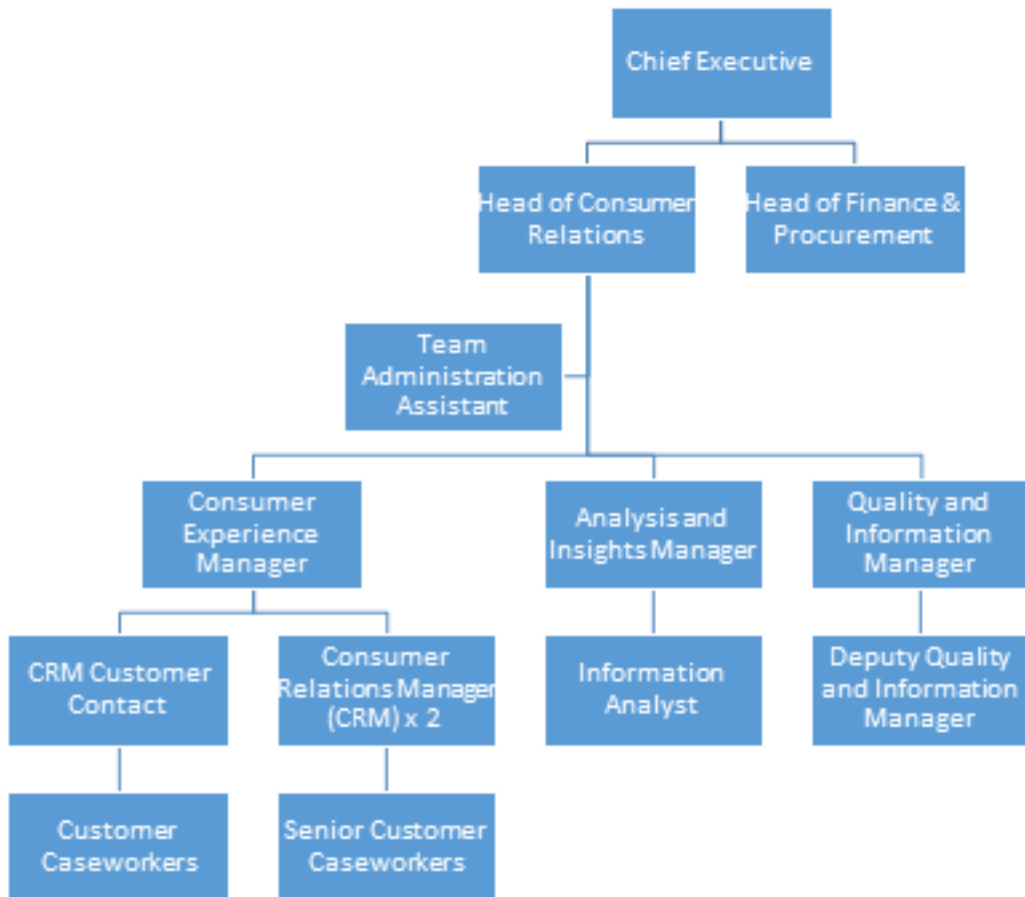 Chief Executive
Head of Consumer
Relations
Head of Finance &
Procurement
Team
Administration
Assistant
Consumer
Experience
Manager
Analysis and
Insights Manager
Quality and
Information
Manager
CRM Customer
Contact
Consumer
Relations Manager
(CRM) x 2
Information
Analyst
Deputy Quality
and Information
Manager
Customer
Caseworkers
Senior Customer
Caseworkers